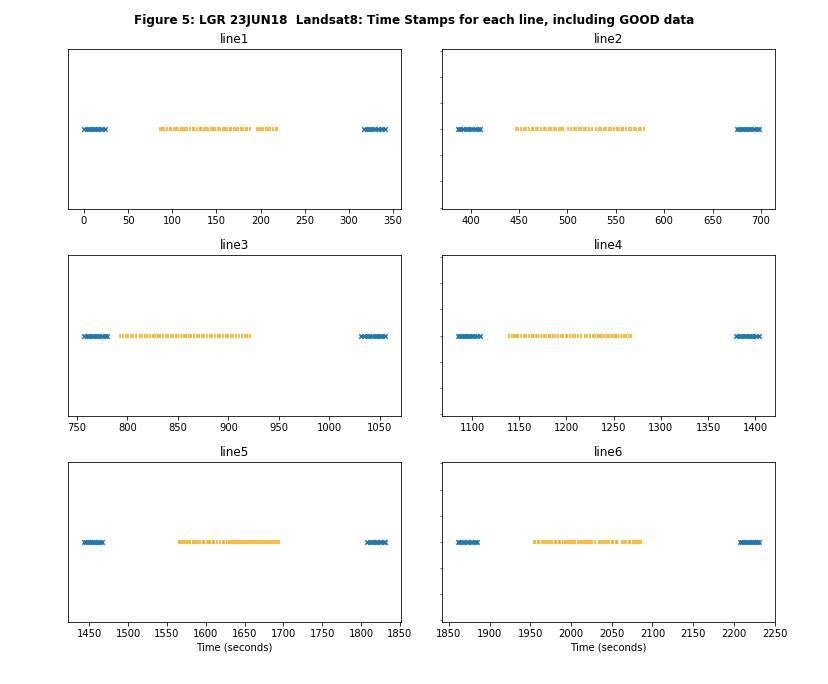 Figure 5: LGR 23JUN18  Landsat8: Time Stamps for each line, including GOOD data
line1
line2
0 50 100 150 200 250 300 350
400 450 500 550 600 650 700
line3
line4
750 800 850 900 950 1000 1050
1100 1150 1200 1250 1300 1350 1400
line5
line6
1450 1500 1550 1600 1650 1700 1750 1800 1850
1850 1900 1950 2000 2050 2100 2150 2200 2250
Time (seconds)
Time (seconds)